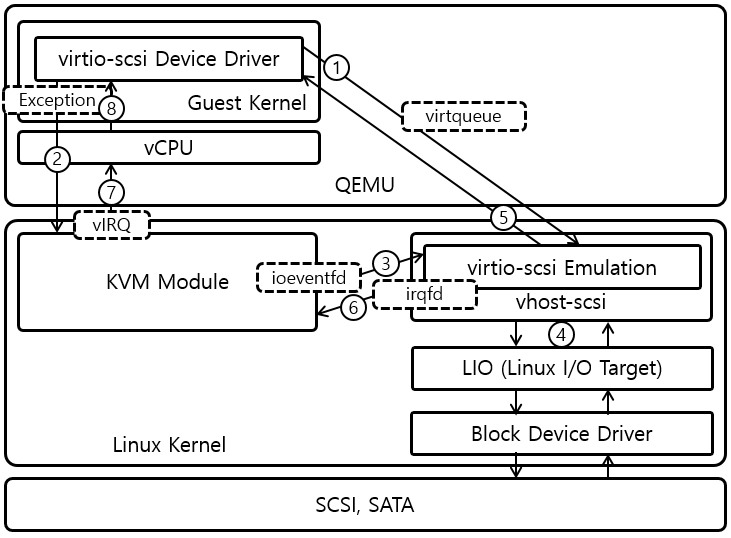 virtio-scsi Device Driver
1
Exception
8
Guest Kernel
virtqueue
2
vCPU
7
QEMU
5
vIRQ
KVM Module
ioeventfd
3
virtio-scsi Emulation
6
irqfd
vhost-scsi
4
LIO (Linux I/O Target)
Linux Kernel
Block Device Driver
SCSI, SATA